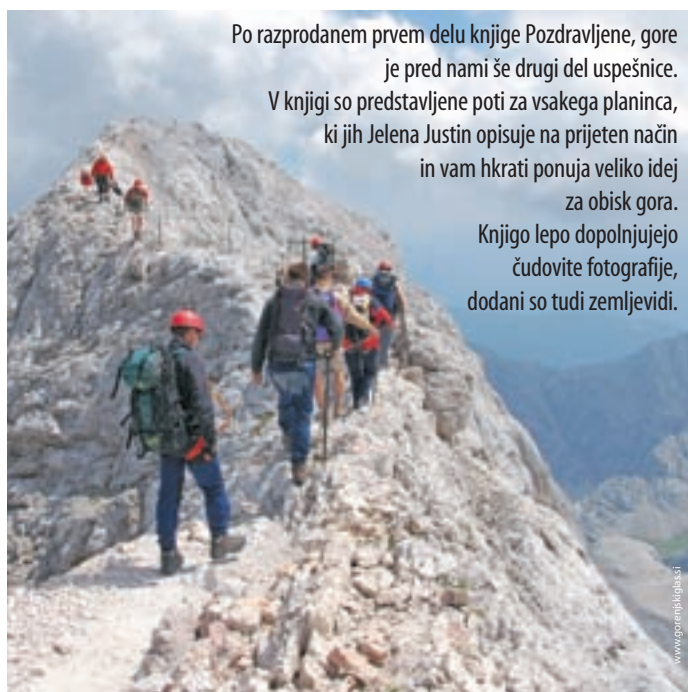 Po razprodanem prvem delu knjige Pozdravljene, gore
je pred nami še drugi del uspešnice.
V knjigi so predstavljene poti za vsakega planinca,
ki jih Jelena Justin opisuje na prijeten način
in vam hkrati ponuja veliko idej
za obisk gora.
Knjigo lepo dopolnjujejo
čudovite fotografije,
dodani so tudi zemljevidi.
www.gorenjskiglas.si